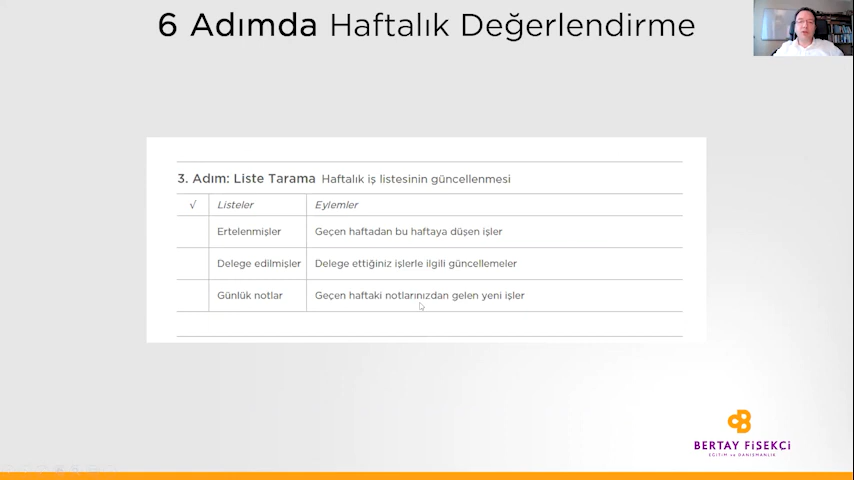 6 Adımda Haftalık Değerlendirme
3. Adım: Liste Tarama Haftalık iş listesinin güncellenmesi
√ Listeler Eylemler
Ertelenmişler Geçen haftadan bu haftaya düşen işler
Delege edilmişler Delege ettiğiniz işlerle ilgili güncellemeler
Günlük notlar Geçen haftaki notlarınızdan gelen yeni işler
BERTAY FİSEKÇİ
EĞİTİM ve DANIŞMANLIK